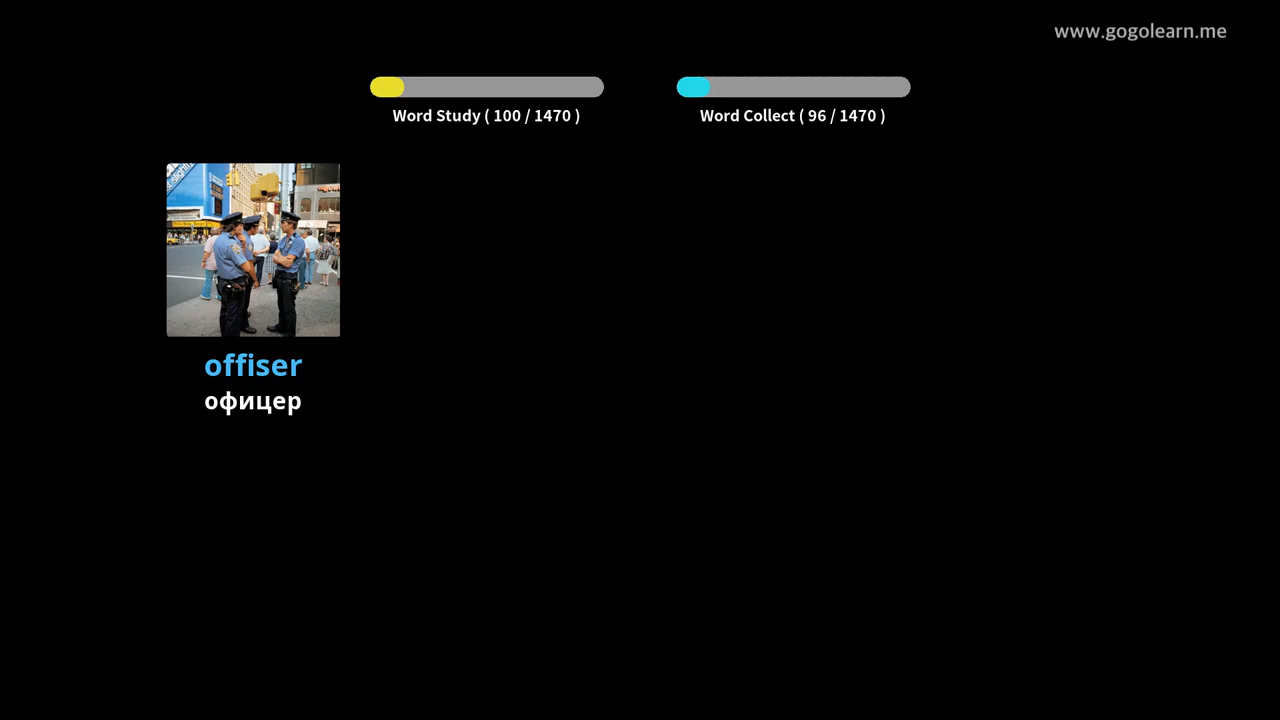 www.gogolearn.me
Word Study ( 100 / 1470 )
Word Collect ( 96 / 1470 )
offiser
офицер